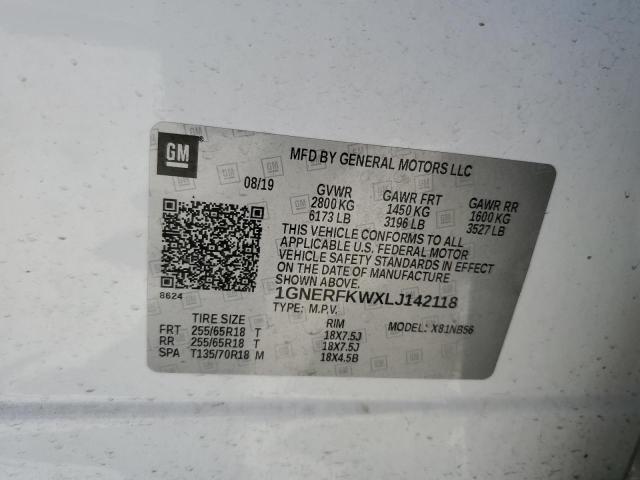 GM
MFD BY GENERAL MOTORS LLC
08/19
GVWR GAWR FRT GAWR RR
2800 KG 1450 KG 1600 KG
6173 LB 3196 LB 3527 LB
THIS VEHICLE CONFORMS TO ALL
APPLICABLE U.S. FEDERAL MOTOR
VEHICLE SAFETY STANDARDS IN EFFECT
ON THE DATE OF MANUFACTURE
SHOWN ABOVE.
8624
1GNERFKWXLJ142118
TYPE: M.P.V.
TIRE SIZE RIM MODEL: X81NB56
FRT 255/65R18 T 18X7.5J
RR 255/65R18 T 18X7.5J
SPA T135/70R18 M 18X4.5B